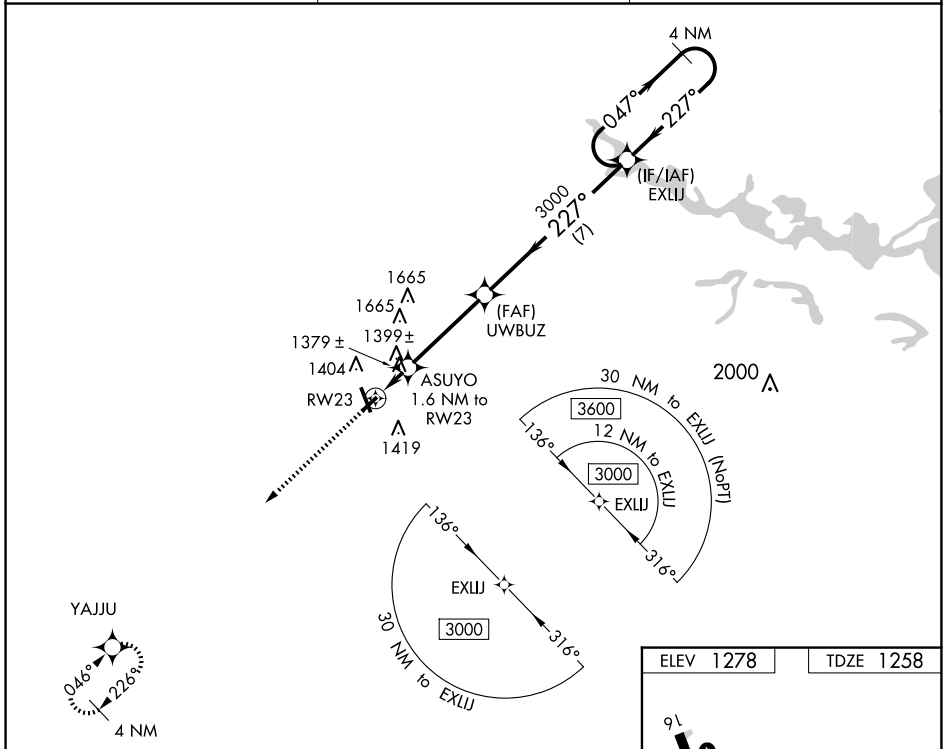 4 NM
047°
227°
(IF/IAF)
EXLIJ
3000
227°
(7)
1665
1665
(FAF)
UWBUZ
1379 ±
1399 ±
1404
ASUYO
1.6 NM to
RW23
RW23
1419
2000
30 NM to EXLIJ (NoPT)
3600
136°
12 NM to EXLIJ
3000
EXLIJ
316°
136°
EXLIJ
3000
316°
30 NM to EXLIJ
YAJJU
046°
226°
4 NM
ELEV 1278
TDZE 1258
16